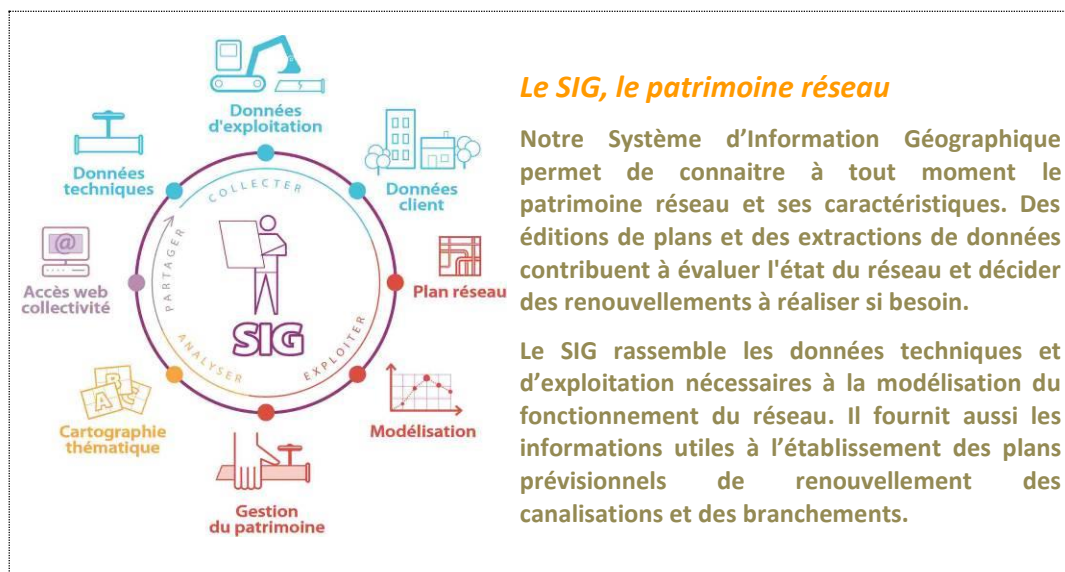 Données
d'exploitation
Données
techniques
Données
client
COLLECTER
PARTAGER
@
Accès web
collectivité
Plan réseau
SIG
ANALYSER
EXPLOITER
A B C
Cartographie
thématique
Modélisation
Gestion
du patrimoine
Le SIG, le patrimoine réseau
Notre Système d’Information Géographique
permet de connaitre à tout moment le
patrimoine réseau et ses caractéristiques. Des
éditions de plans et des extractions de données
contribuent à évaluer l'état du réseau et décider
des renouvellements à réaliser si besoin.
Le SIG rassemble les données techniques et
d’exploitation nécessaires à la modélisation du
fonctionnement du réseau. Il fournit aussi les
informations utiles à l’établissement des plans
prévisionnels de renouvellement des
canalisations et des branchements.